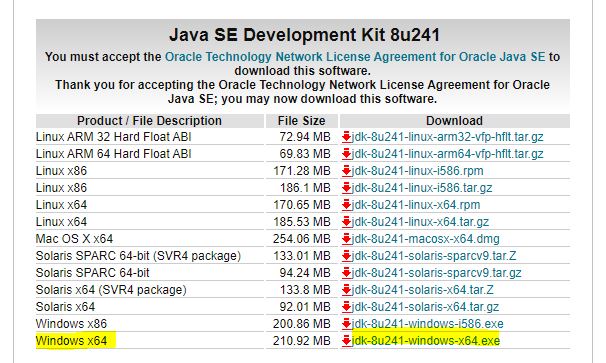 Java SE Development Kit 8u241
You must accept the Oracle Technology Network License Agreement for Oracle Java SE to
download this software.
Thank you for accepting the Oracle Technology Network License Agreement for Oracle
Java SE; you may now download this software.
Product / File Description File Size Download
Linux ARM 32 Hard Float ABI 72.94 MB jdk-8u241-linux-arm32-vfp-hflt.tar.gz
Linux ARM 64 Hard Float ABI 69.83 MB jdk-8u241-linux-arm64-vfp-hflt.tar.gz
Linux x86 171.28 MB jdk-8u241-linux-i586.rpm
Linux x86 186.1 MB jdk-8u241-linux-i586.tar.gz
Linux x64 170.65 MB jdk-8u241-linux-x64.rpm
Linux x64 185.53 MB jdk-8u241-linux-x64.tar.gz
Mac OS X x64 254.06 MB jdk-8u241-macosx-x64.dmg
Solaris SPARC 64-bit (SVR4 package) 133.01 MB jdk-8u241-solaris-sparcv9.tar.Z
Solaris SPARC 64-bit 94.24 MB jdk-8u241-solaris-sparcv9.tar.gz
Solaris x64 (SVR4 package) 133.8 MB jdk-8u241-solaris-x64.tar.Z
Solaris x64 92.01 MB jdk-8u241-solaris-x64.tar.gz
Windows x86 200.86 MB jdk-8u241-windows-i586.exe
Windows x64 210.92 MB jdk-8u241-windows-x64.exe